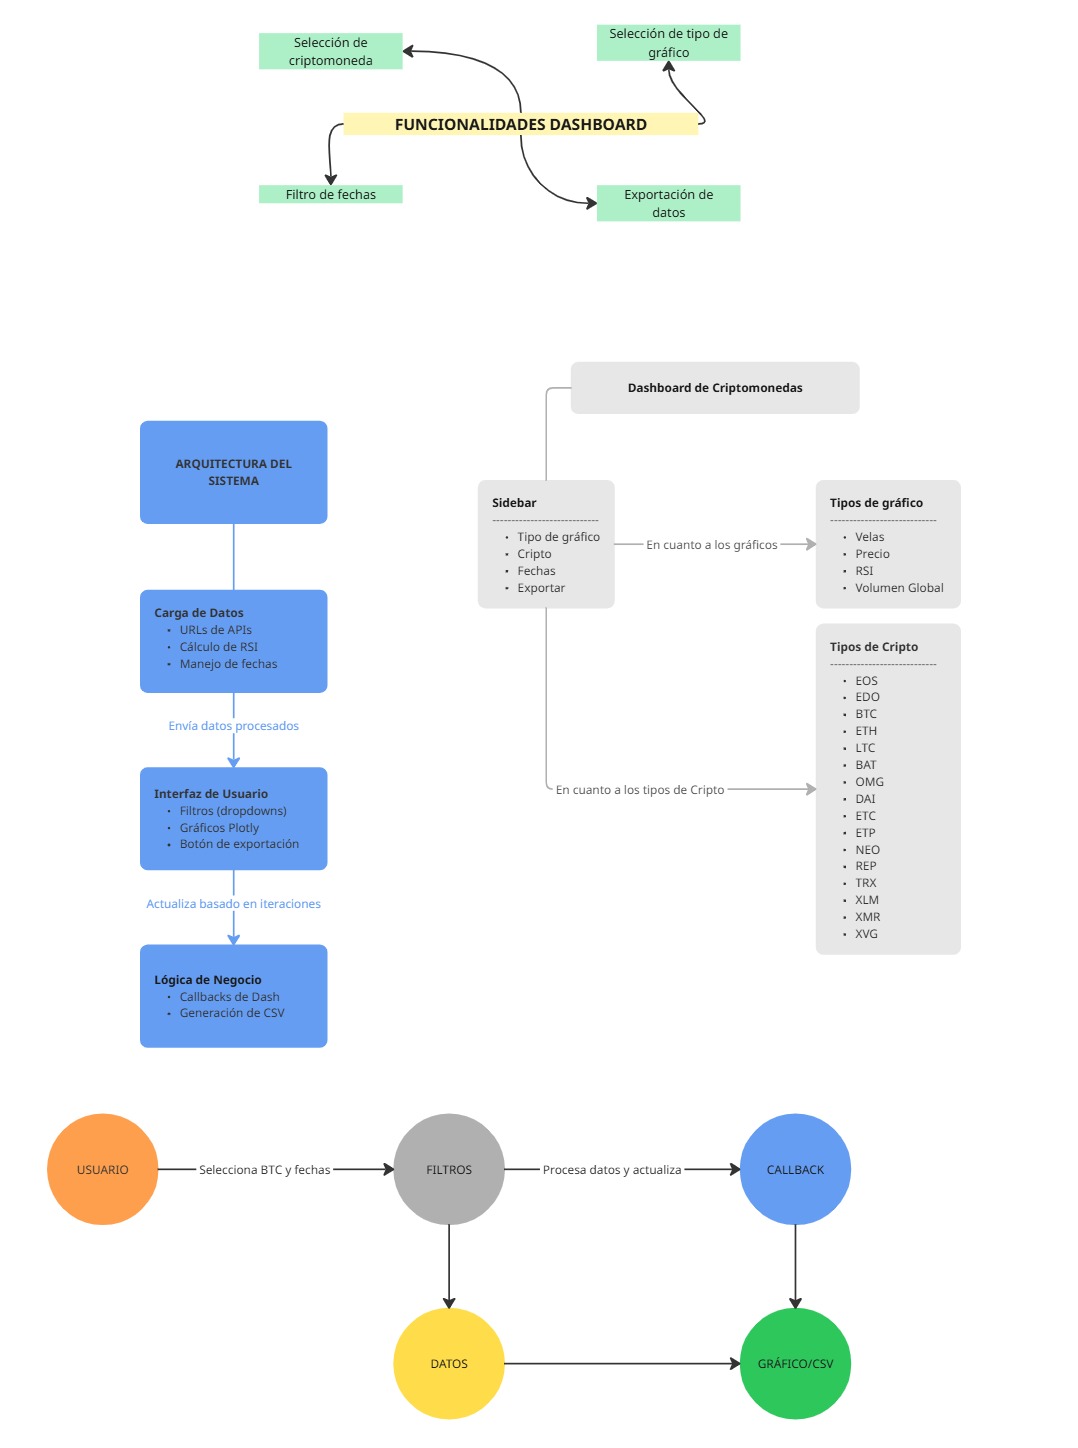 Selección de
criptomoneda
Selección de tipo de
gráfico
FUNCIONALIDADES DASHBOARD
Filtro de fechas
Exportación de
datos
Dashboard de Criptomonedas
ARQUITECTURA DEL
SISTEMA
Carga de Datos
• URLs de APIs
• Cálculo de RSI
• Manejo de fechas
Envía datos procesados
Interfaz de Usuario
• Filtros (dropdowns)
• Gráficos Plotly
• Botón de exportación
Actualiza basado en iteraciones
Lógica de Negocio
• Callbacks de Dash
• Generación de CSV
Sidebar
----------------------------
• Tipo de gráfico
• Cripto
• Fechas
• Exportar
En cuanto a los gráficos
Tipos de gráfico
----------------------------
• Velas
• Precio
• RSI
• Volumen Global
En cuanto a los tipos de Cripto
Tipos de Cripto
----------------------------
• EOS
• EDO
• BTC
• ETH
• LTC
• BAT
• OMG
• DAI
• ETC
• ETP
• NEO
• REP
• TRX
• XLM
• XMR
• XVG
USUARIO
Selecciona BTC y fechas
FILTROS
Procesa datos y actualiza
CALLBACK
DATOS
GRÁFICO/CSV